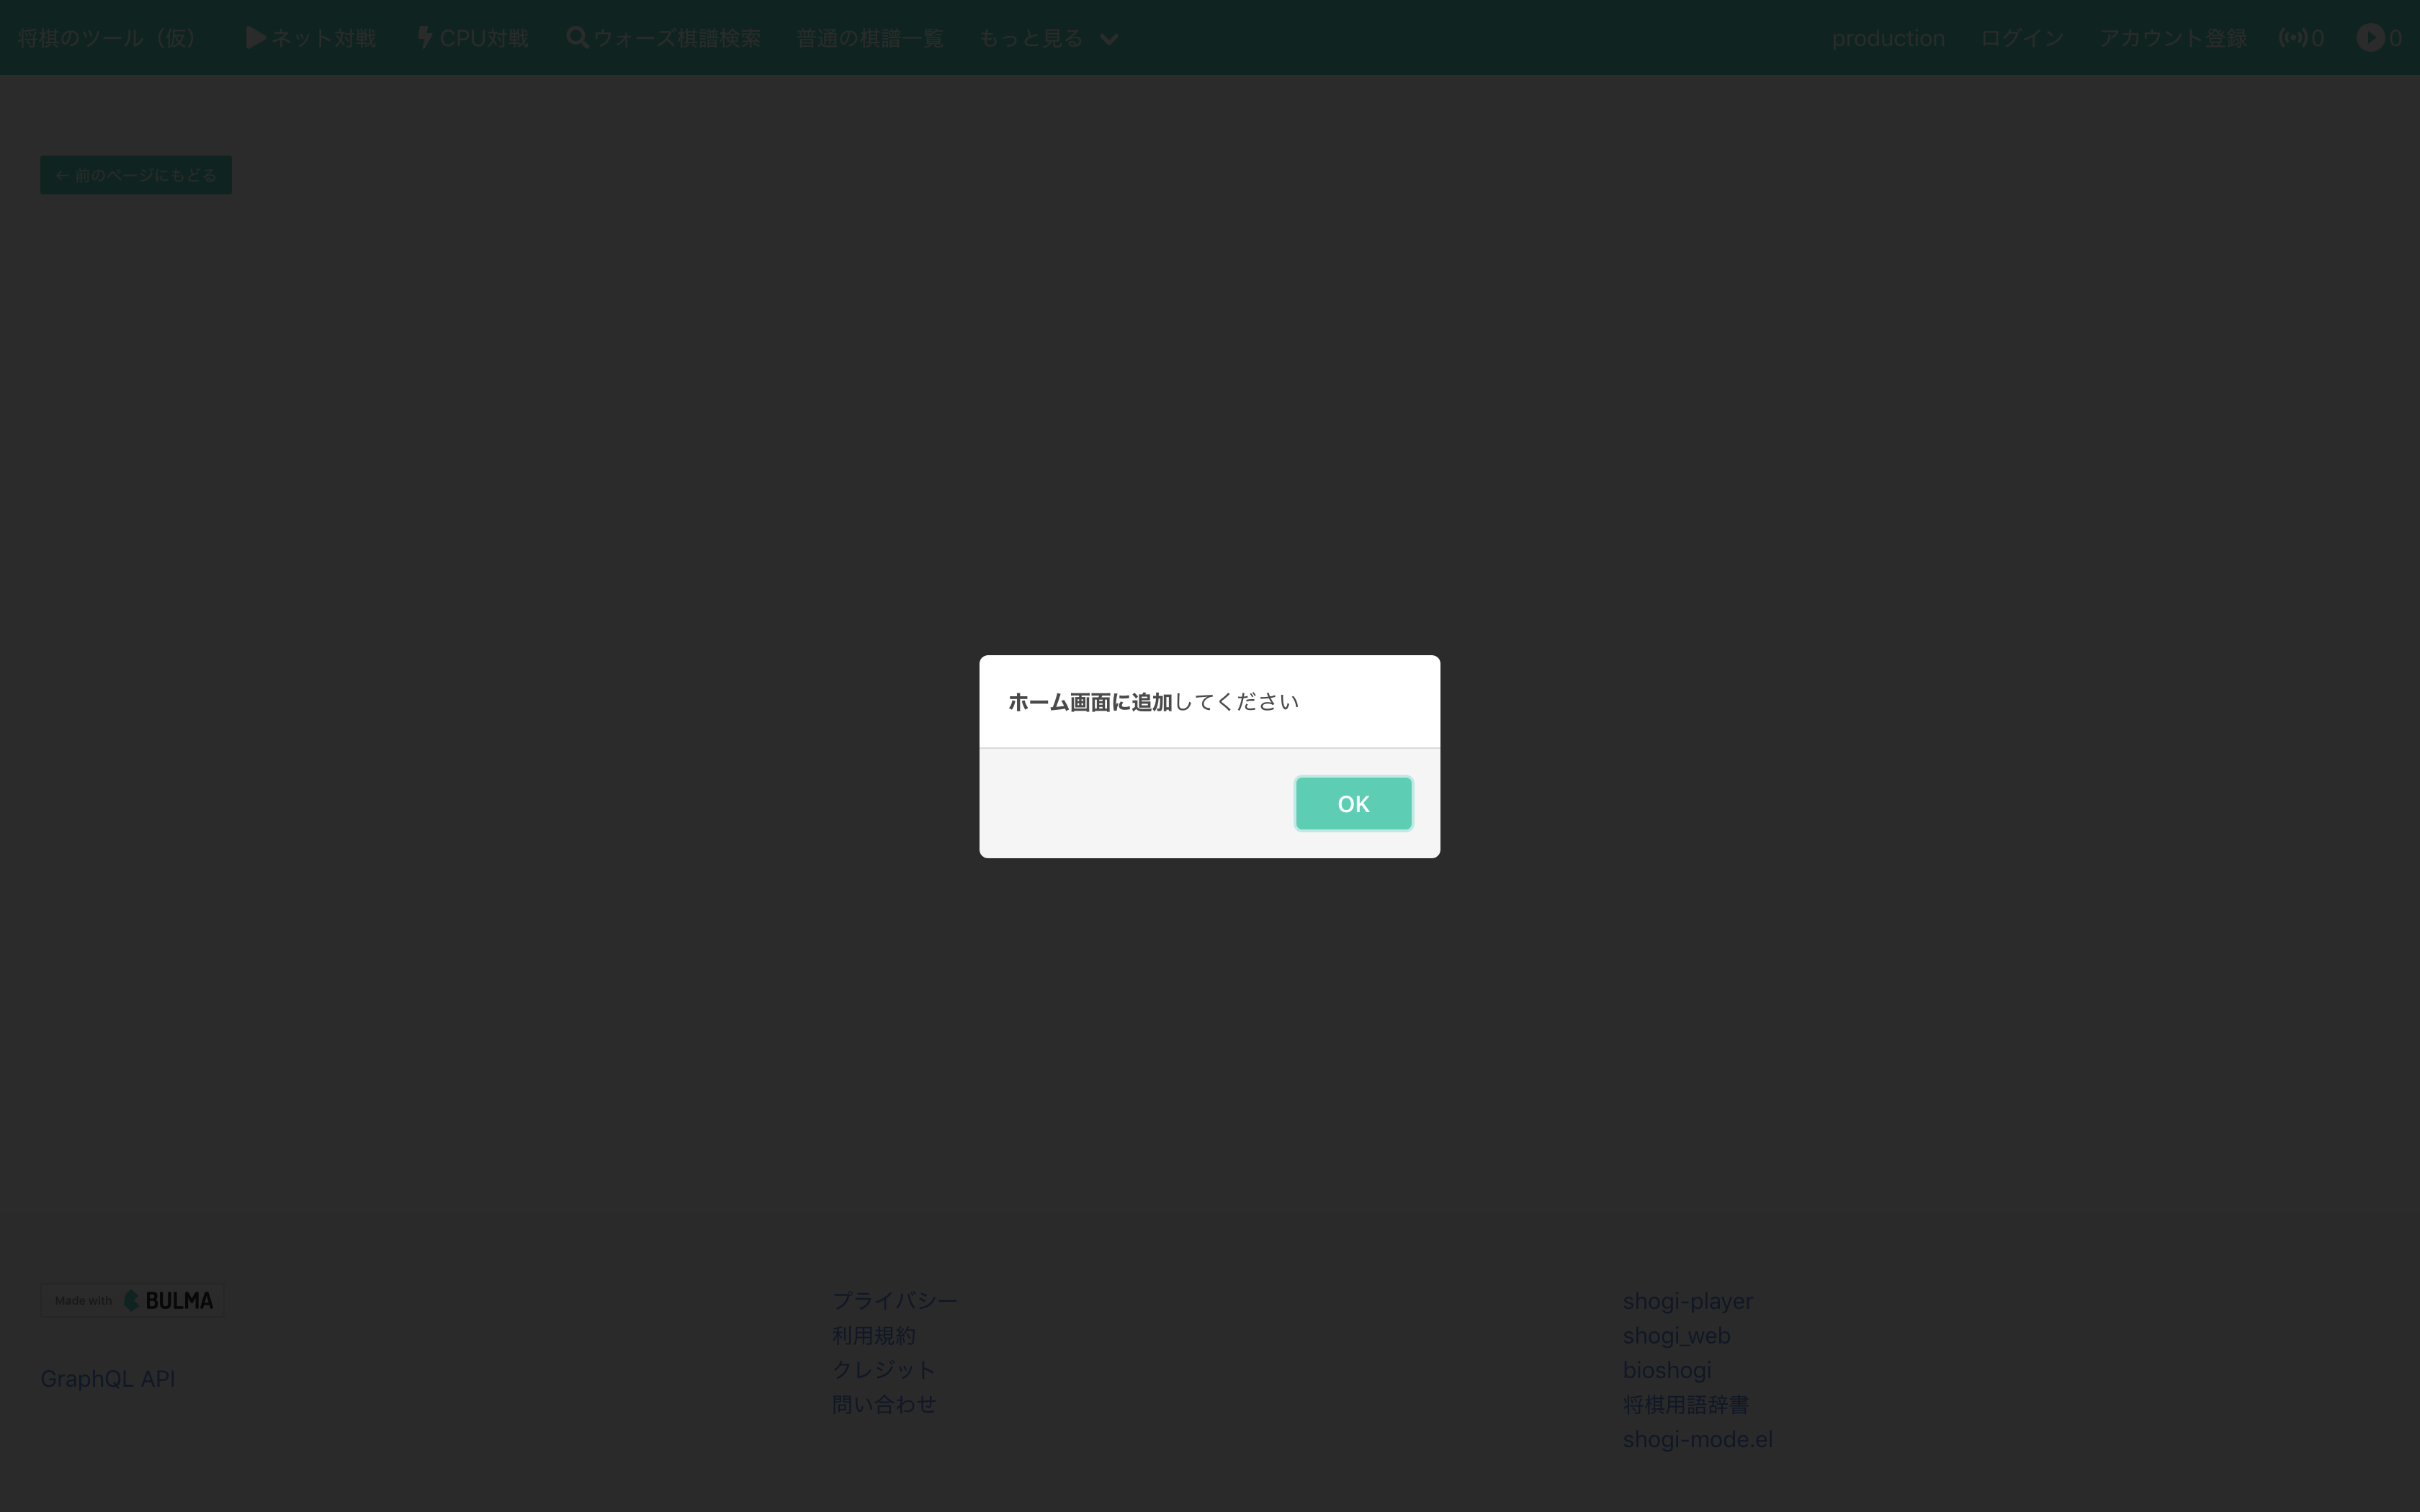 将棋のツール（仮） ネット対戦 CPU対戦 ウォーズ棋譜検索 普通の棋譜一覧 もっと見る production ログイン アカウント登録 0 0
← 前のページにもどる
ホーム画面に追加してください
OK
Made with BULMA
GraphQL API
プライバシー
利用規約
クレジット
問い合わせ
shogi-player
shogi_web
bioshogi
将棋用語辞書
shogi-mode.el